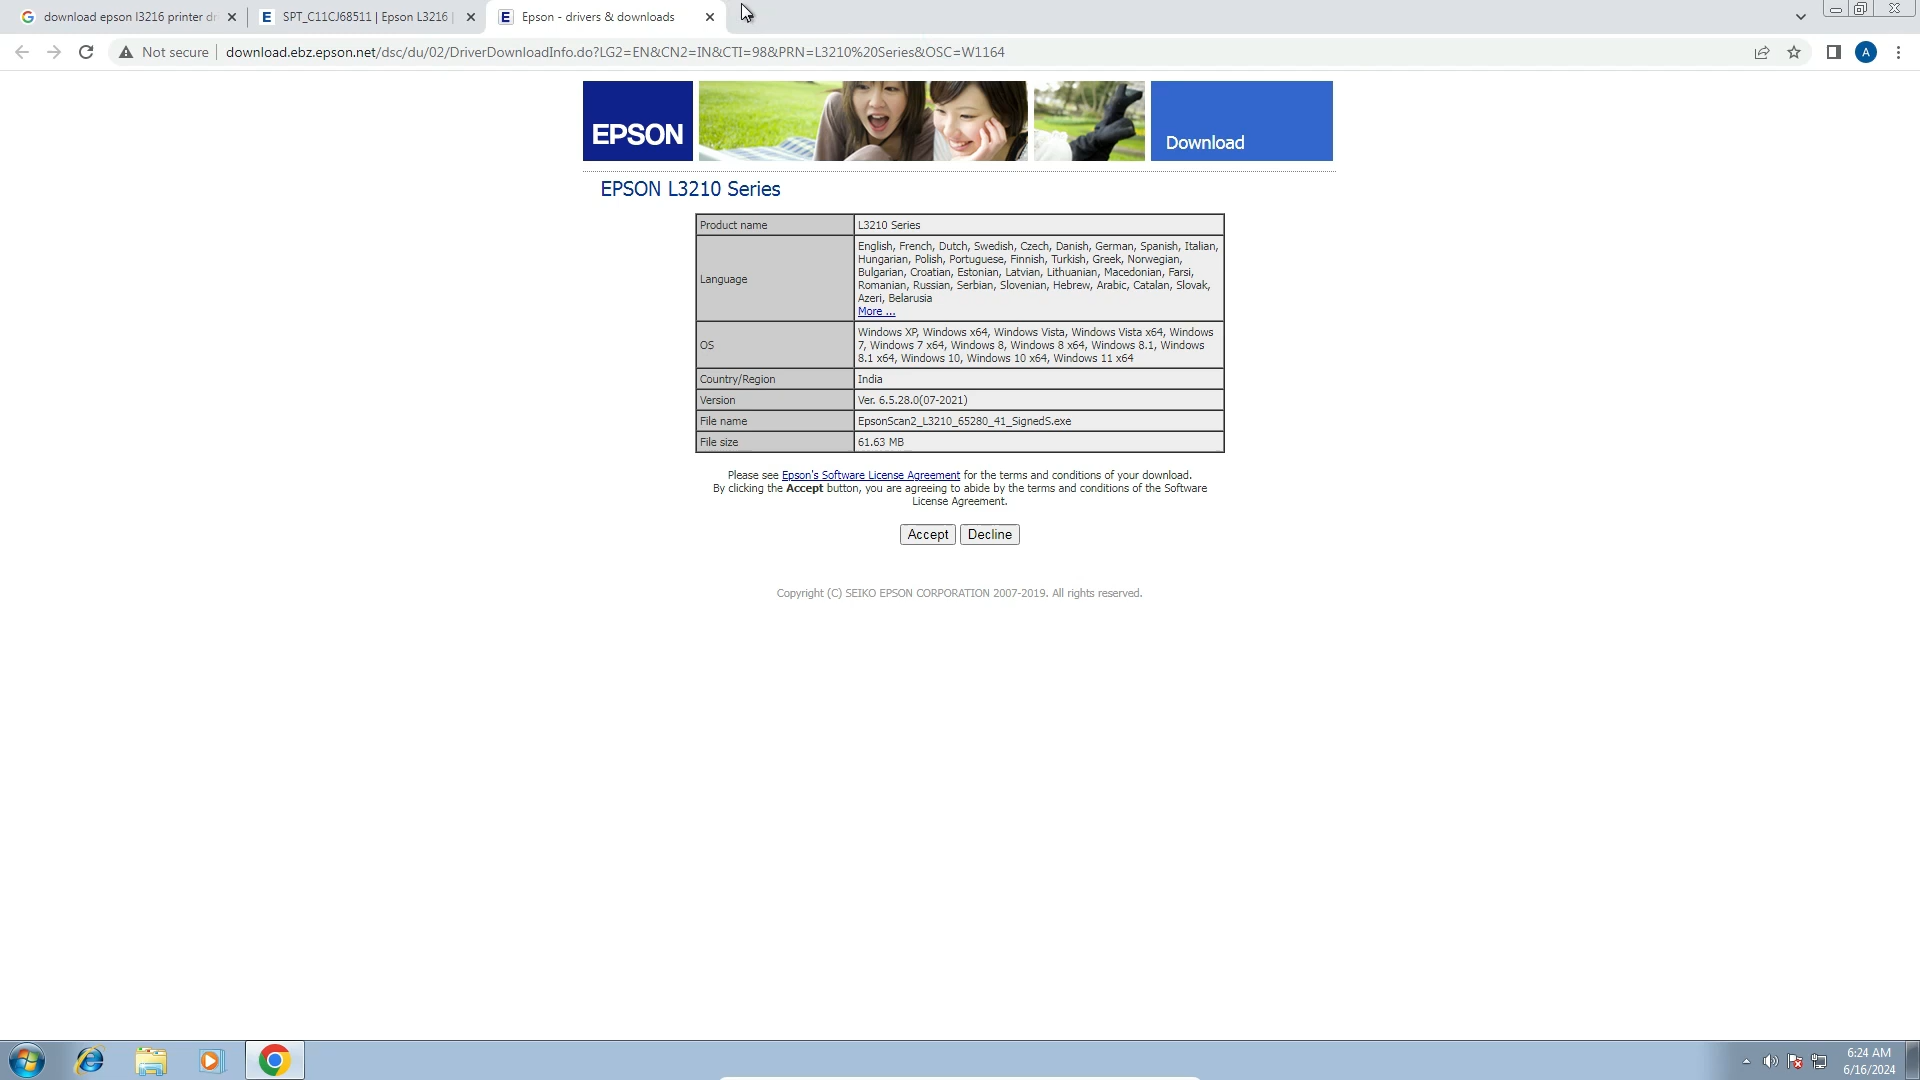 download epson l3216 printer dr
SPT_C11CJ68511 | Epson L3216 |
Epson - drivers & downloads
Not secure
download.ebz.epson.net/dsc/du/02/DriverDownloadInfo.do?LG2=EN&CN2=IN&CTI=98&PRN=L3210%20Series&OSC=W1164
A
EPSON
Download
EPSON L3210 Series
Product name
L3210 Series
Language
English, French, Dutch, Swedish, Czech, Danish, German, Spanish, Italian,
Hungarian, Polish, Portuguese, Finnish, Turkish, Greek, Norwegian,
Bulgarian, Croatian, Estonian, Latvian, Lithuanian, Macedonian, Farsi,
Romanian, Russian, Serbian, Slovenian, Hebrew, Arabic, Catalan, Slovak,
Azeri, Belarusia
More ...
OS
Windows XP, Windows x64, Windows Vista, Windows Vista x64, Windows
7, Windows 7 x64, Windows 8, Windows 8 x64, Windows 8.1, Windows
8.1 x64, Windows 10, Windows 10 x64, Windows 11 x64
Country/Region
India
Version
Ver. 6.5.28.0(07-2021)
File name
EpsonScan2_L3210_65280_41_SignedS.exe
File size
61.63 MB
Please see Epson's Software License Agreement for the terms and conditions of your download.
By clicking the Accept button, you are agreeing to abide by the terms and conditions of the Software
License Agreement.
Accept
Decline
Copyright (C) SEIKO EPSON CORPORATION 2007-2019. All rights reserved.
6:24 AM
6/16/2024